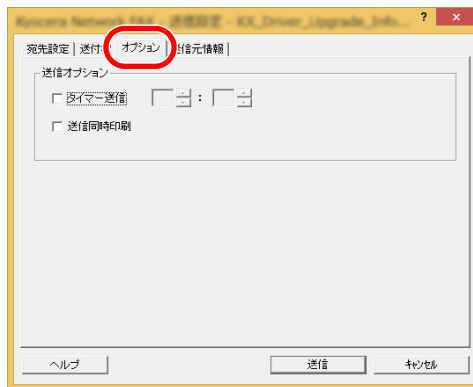 Kyocera Network FAX - 送信設定 - KX_Driver_Upgrade_Info...
宛先設定 送付 オプション 送信元情報
送信オプション
タイマー送信 :
送信同時印刷
ヘルプ 送信 キャンセル